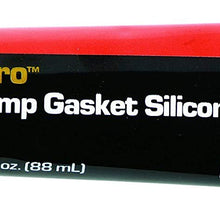 ro™
mp Gasket Silicon
oz. (88 mL)